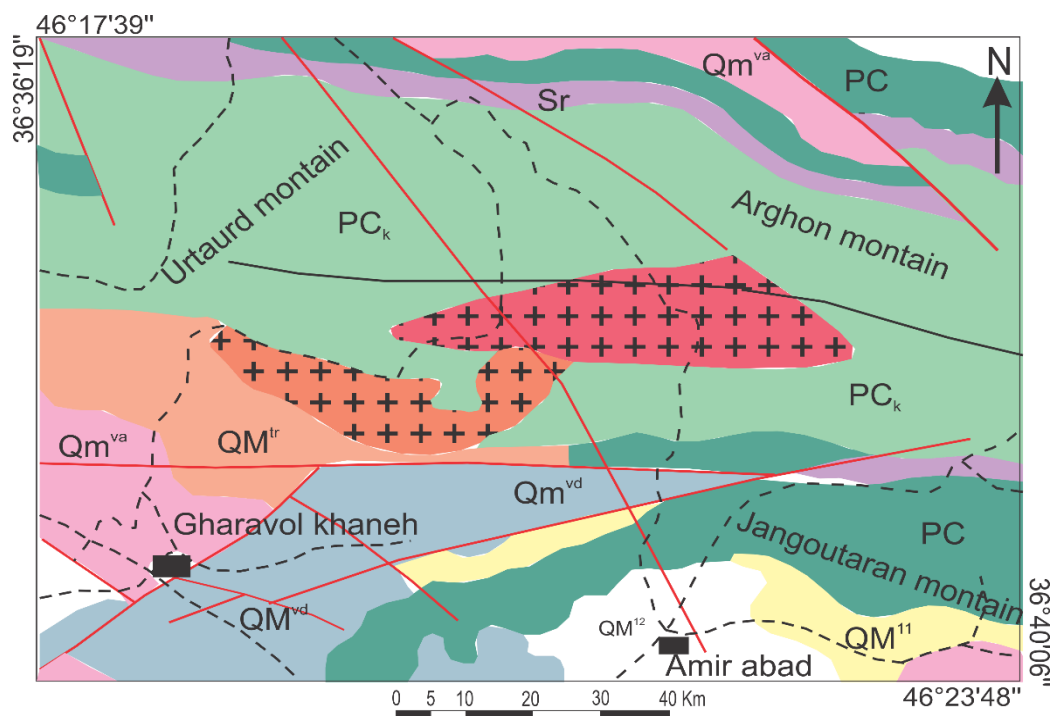 46°17'39"
36°36'19"
Qm^va
PC
N
Sr
Urtaurd montain
PC_k
Arghon montain
PC_k
Qm^va
QM^tr
Qm^vd
Gharavol khaneh
PC
Jangoutaran montain
QM^vd
QM^12
QM^11
Amir abad
36°40'06"
46°23'48"
0 5 10 20 30 40 Km